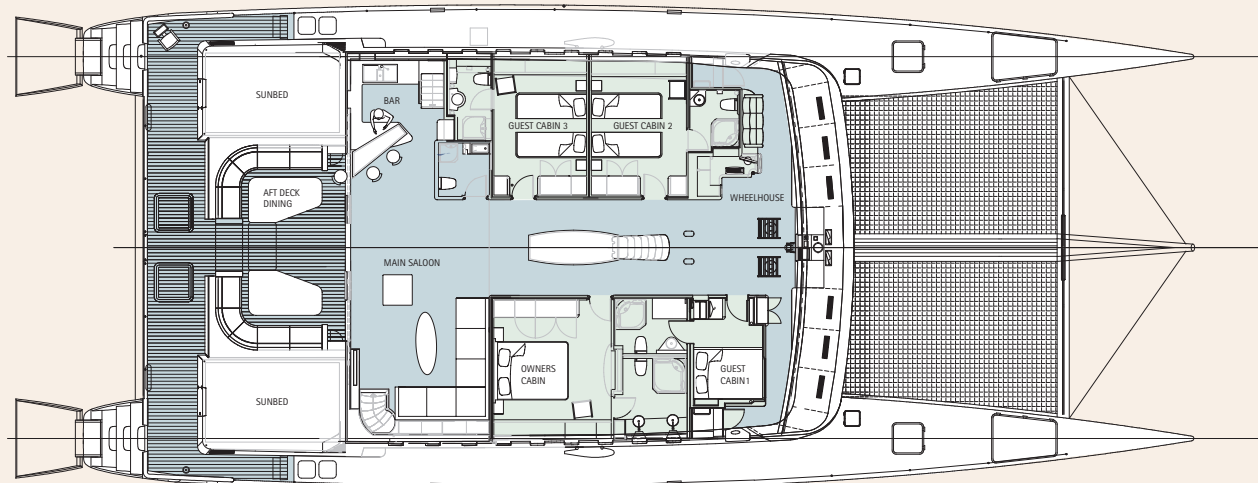 SUNBED
BAR
GUEST CABIN 3
GUEST CABIN 2
AFT DECK
DINING
WHEELHOUSE
MAIN SALOON
OWNERS
CABIN
GUEST
CABIN1
SUNBED